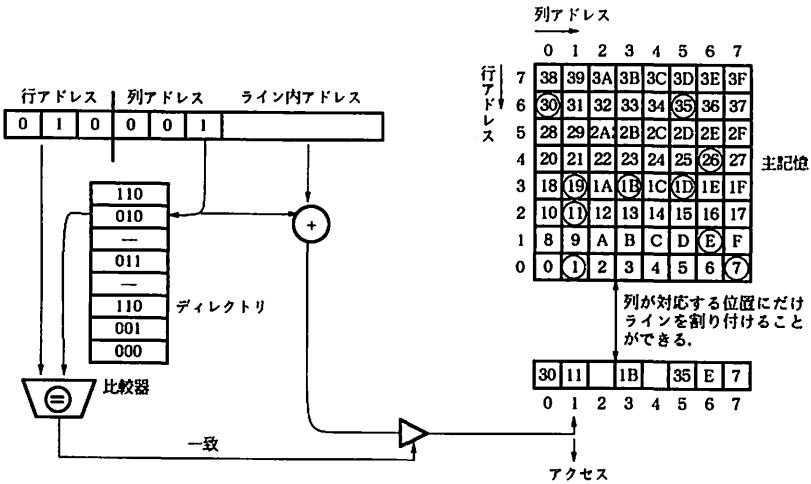 行アドレス 列アドレス ライン内アドレス
0 1 0 0 0 1
110
010
—
011
—
110
001
000
ディレクトリ
+
=
比較器
一致
列アドレス
0 1 2 3 4 5 6 7
行アドレス
7 38 39 3A 3B 3C 3D 3E 3F
6 30 31 32 33 34 35 36 37
5 28 29 2A 2B 2C 2D 2E 2F
4 20 21 22 23 24 25 26 27
3 18 19 1A 1B 1C 1D 1E 1F
2 10 11 12 13 14 15 16 17
1 8 9 A B C D E F
0 0 1 2 3 4 5 6 7
主記憶
列が対応する位置にだけ
ラインを割り付けること
ができる.
30 11 1B 35 E 7
0 1 2 3 4 5 6 7
アクセス